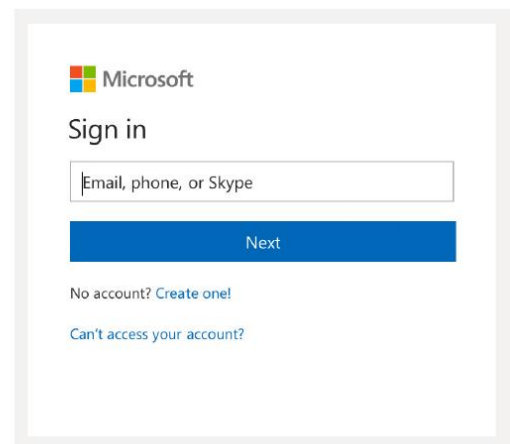 Microsoft
Sign in
Email, phone, or Skype
Next
No account? Create one!
Can't access your account?